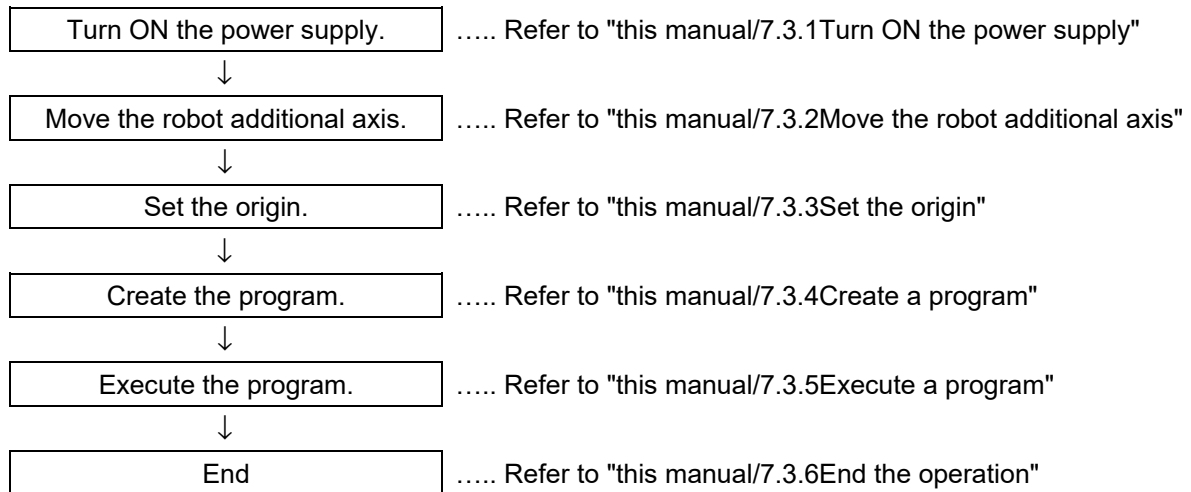 Turn ON the power supply. ….. Refer to "this manual/7.3.1Turn ON the power supply"
↓
Move the robot additional axis. ….. Refer to "this manual/7.3.2Move the robot additional axis"
↓
Set the origin. ….. Refer to "this manual/7.3.3Set the origin"
↓
Create the program. ….. Refer to "this manual/7.3.4Create a program"
↓
Execute the program. ….. Refer to "this manual/7.3.5Execute a program"
↓
End ….. Refer to "this manual/7.3.6End the operation"